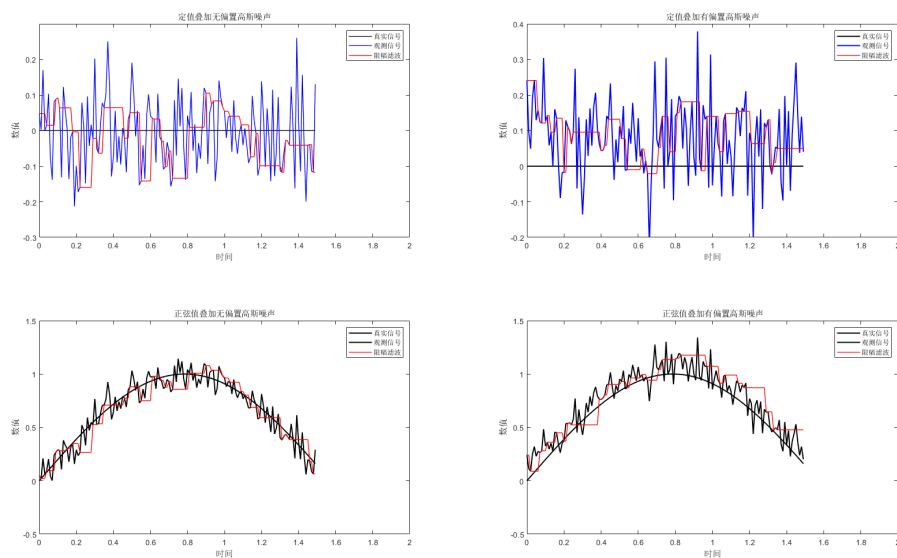 定值叠加无偏置高斯噪声
真实信号
观测信号
限幅滤波
数值
0.2
0.1
0
-0.1
-0.2
-0.3
0 0.2 0.4 0.6 0.8 1 1.2 1.4 1.6 1.8 2
时间
定值叠加有偏置高斯噪声
真实信号
观测信号
限幅滤波
数值
0.4
0.3
0.2
0.1
0
-0.1
-0.2
0 0.2 0.4 0.6 0.8 1 1.2 1.4 1.6 1.8 2
时间
正弦值叠加无偏置高斯噪声
真实信号
观测信号
限幅滤波
数值
1.5
1
0.5
0
-0.5
0 0.2 0.4 0.6 0.8 1 1.2 1.4 1.6 1.8 2
时间
正弦值叠加有偏置高斯噪声
真实信号
观测信号
限幅滤波
数值
1.5
1
0.5
0
-0.5
0 0.2 0.4 0.6 0.8 1 1.2 1.4 1.6 1.8 2
时间